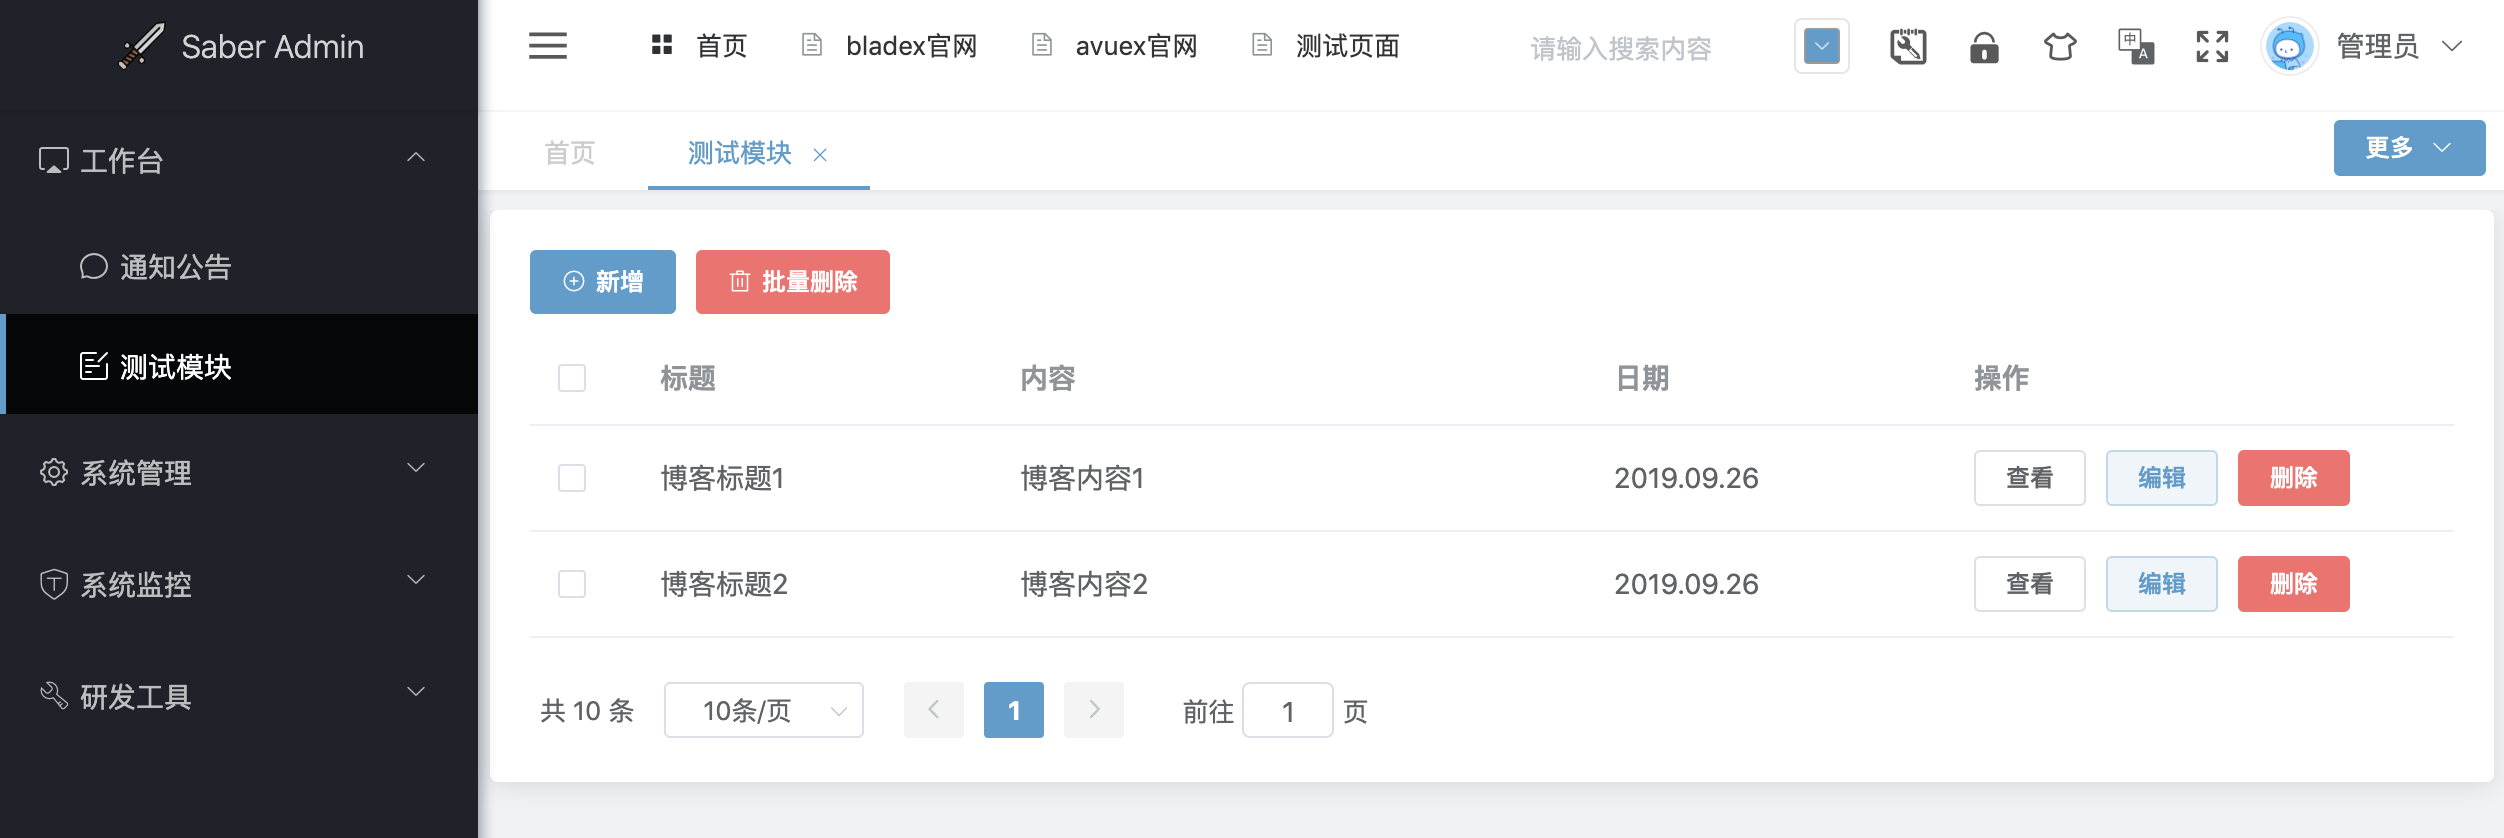 Saber Admin
首页 bladex官网 avuex官网 测试页面 请输入搜索内容 中 A 管理员
工作台
通知公告
测试模块
系统管理
系统监控
研发工具
首页 测试模块 更多
新增 批量删除
标题 内容 日期 操作
博客标题1 博客内容1 2019.09.26 查看 编辑 删除
博客标题2 博客内容2 2019.09.26 查看 编辑 删除
共 10 条 10条/页 1 前往 1 页